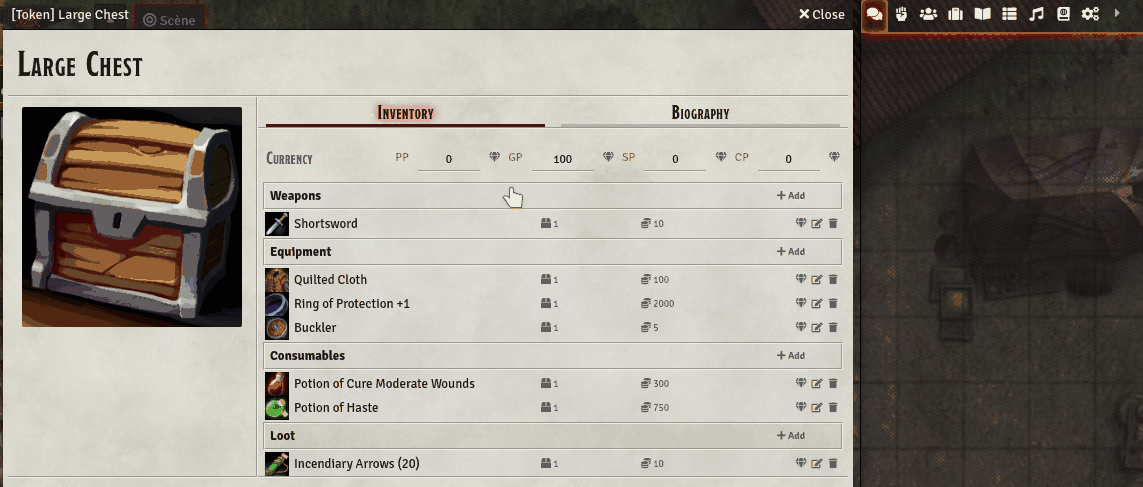 [Token] Large Chest
Scène
Close
Large Chest
Inventory Biography
Currency PP 0 GP 100 SP 0 CP 0
Weapons Add
Shortsword 1 10
Equipment Add
Quilted Cloth 1 100
Ring of Protection +1 1 2000
Buckler 1 5
Consumables Add
Potion of Cure Moderate Wounds 1 300
Potion of Haste 1 750
Loot Add
Incendiary Arrows (20) 1 10